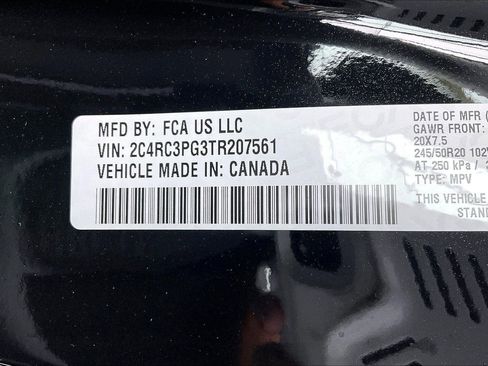 MFD BY: FCA US LLC
VIN: 2C4RC3PG3TR207561
VEHICLE MADE IN: CANADA
DATE OF MFR (
GAWR FRONT:
20X7.5
245/50R20 102
AT 250 kPa /
TYPE: MPV
THIS VEHICLE
STAND